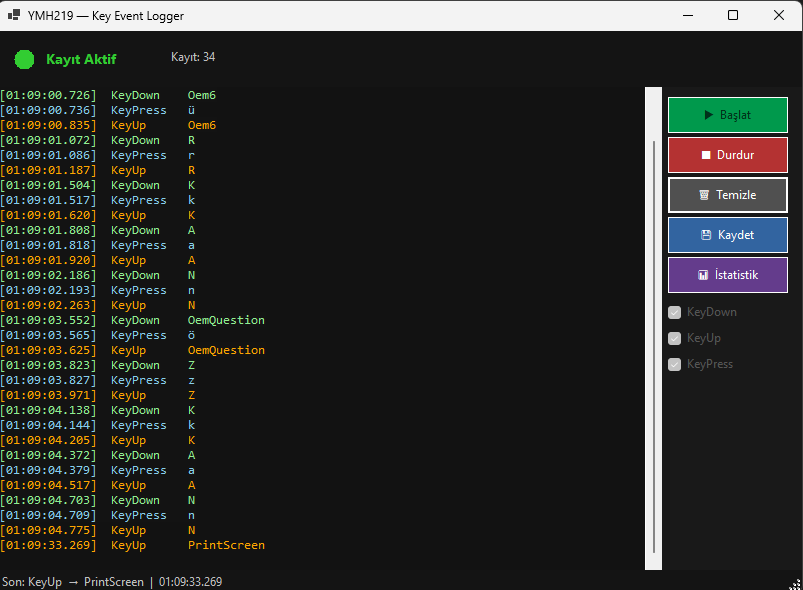 YMH219 — Key Event Logger
Kayıt Aktif
Kayıt: 34
[01:09:00.726] KeyDown Oem6
[01:09:00.736] KeyPress ü
[01:09:00.835] KeyUp Oem6
[01:09:01.072] KeyDown R
[01:09:01.086] KeyPress r
[01:09:01.187] KeyUp R
[01:09:01.504] KeyDown K
[01:09:01.517] KeyPress k
[01:09:01.620] KeyUp K
[01:09:01.808] KeyDown A
[01:09:01.818] KeyPress a
[01:09:01.920] KeyUp A
[01:09:02.186] KeyDown N
[01:09:02.193] KeyPress n
[01:09:02.263] KeyUp N
[01:09:03.552] KeyDown OemQuestion
[01:09:03.565] KeyPress ö
[01:09:03.625] KeyUp OemQuestion
[01:09:03.823] KeyDown Z
[01:09:03.827] KeyPress z
[01:09:03.971] KeyUp Z
[01:09:04.138] KeyDown K
[01:09:04.144] KeyPress k
[01:09:04.205] KeyUp K
[01:09:04.372] KeyDown A
[01:09:04.379] KeyPress a
[01:09:04.517] KeyUp A
[01:09:04.703] KeyDown N
[01:09:04.709] KeyPress n
[01:09:04.775] KeyUp N
[01:09:33.269] KeyUp PrintScreen
Başlat
Durdur
Temizle
Kaydet
İstatistik
KeyDown
KeyUp
KeyPress
Son: KeyUp → PrintScreen | 01:09:33.269